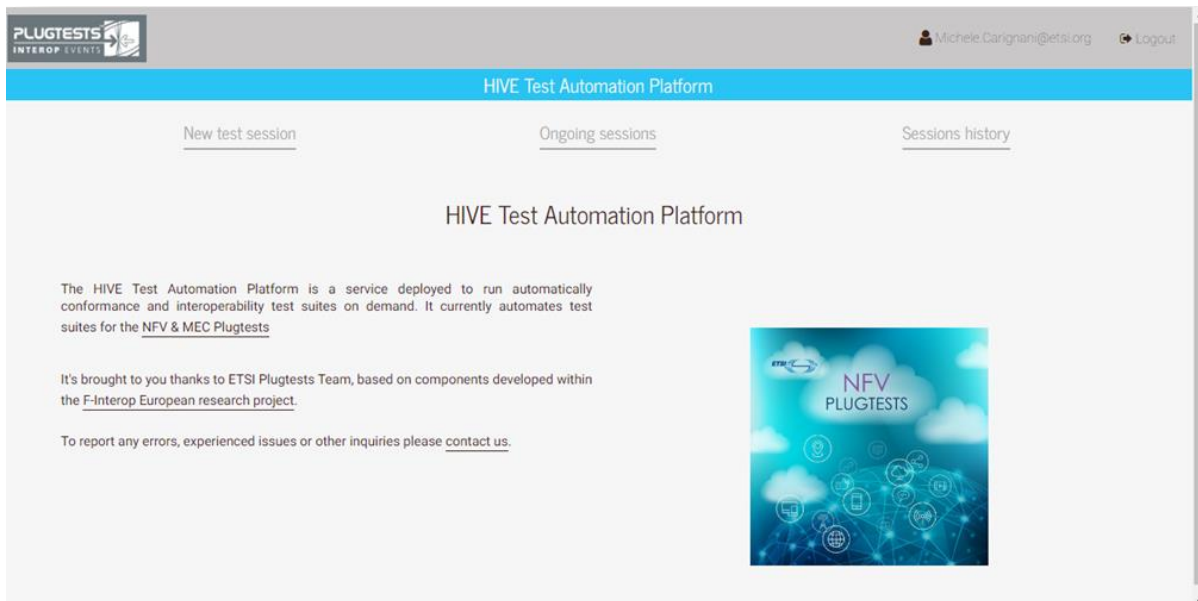 PLUGTESTS
INTEROP EVENTS
Michele.Carignani@etsi.org Logout
HIVE Test Automation Platform
New test session Ongoing sessions Sessions history
HIVE Test Automation Platform
The HIVE Test Automation Platform is a service deployed to run automatically
conformance and interoperability test suites on demand. It currently automates test
suites for the NFV & MEC Plugtests
It's brought to you thanks to ETSI Plugtests Team, based on components developed within
the F-Interop European research project.
To report any errors, experienced issues or other inquiries please contact us.
ETSI
NFV
PLUGTESTS